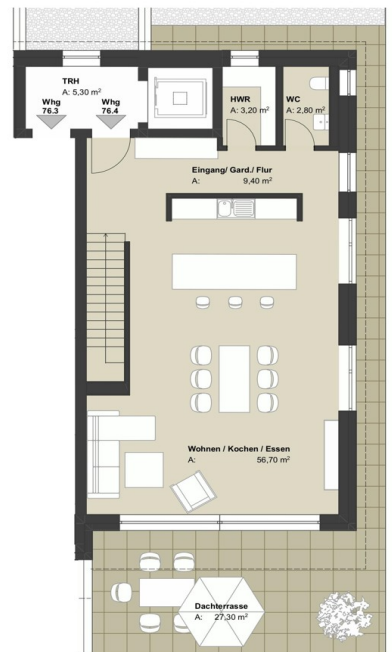 TRH
A: 5,30 m²
Whg
76.3
Whg
76.4
HWR
A: 3,20 m²
WC
A: 2,80 m²
Eingang/ Gard./ Flur
A: 9,40 m²
Wohnen / Kochen / Essen
A: 56,70 m²
Dachterrasse
A: 27,30 m²